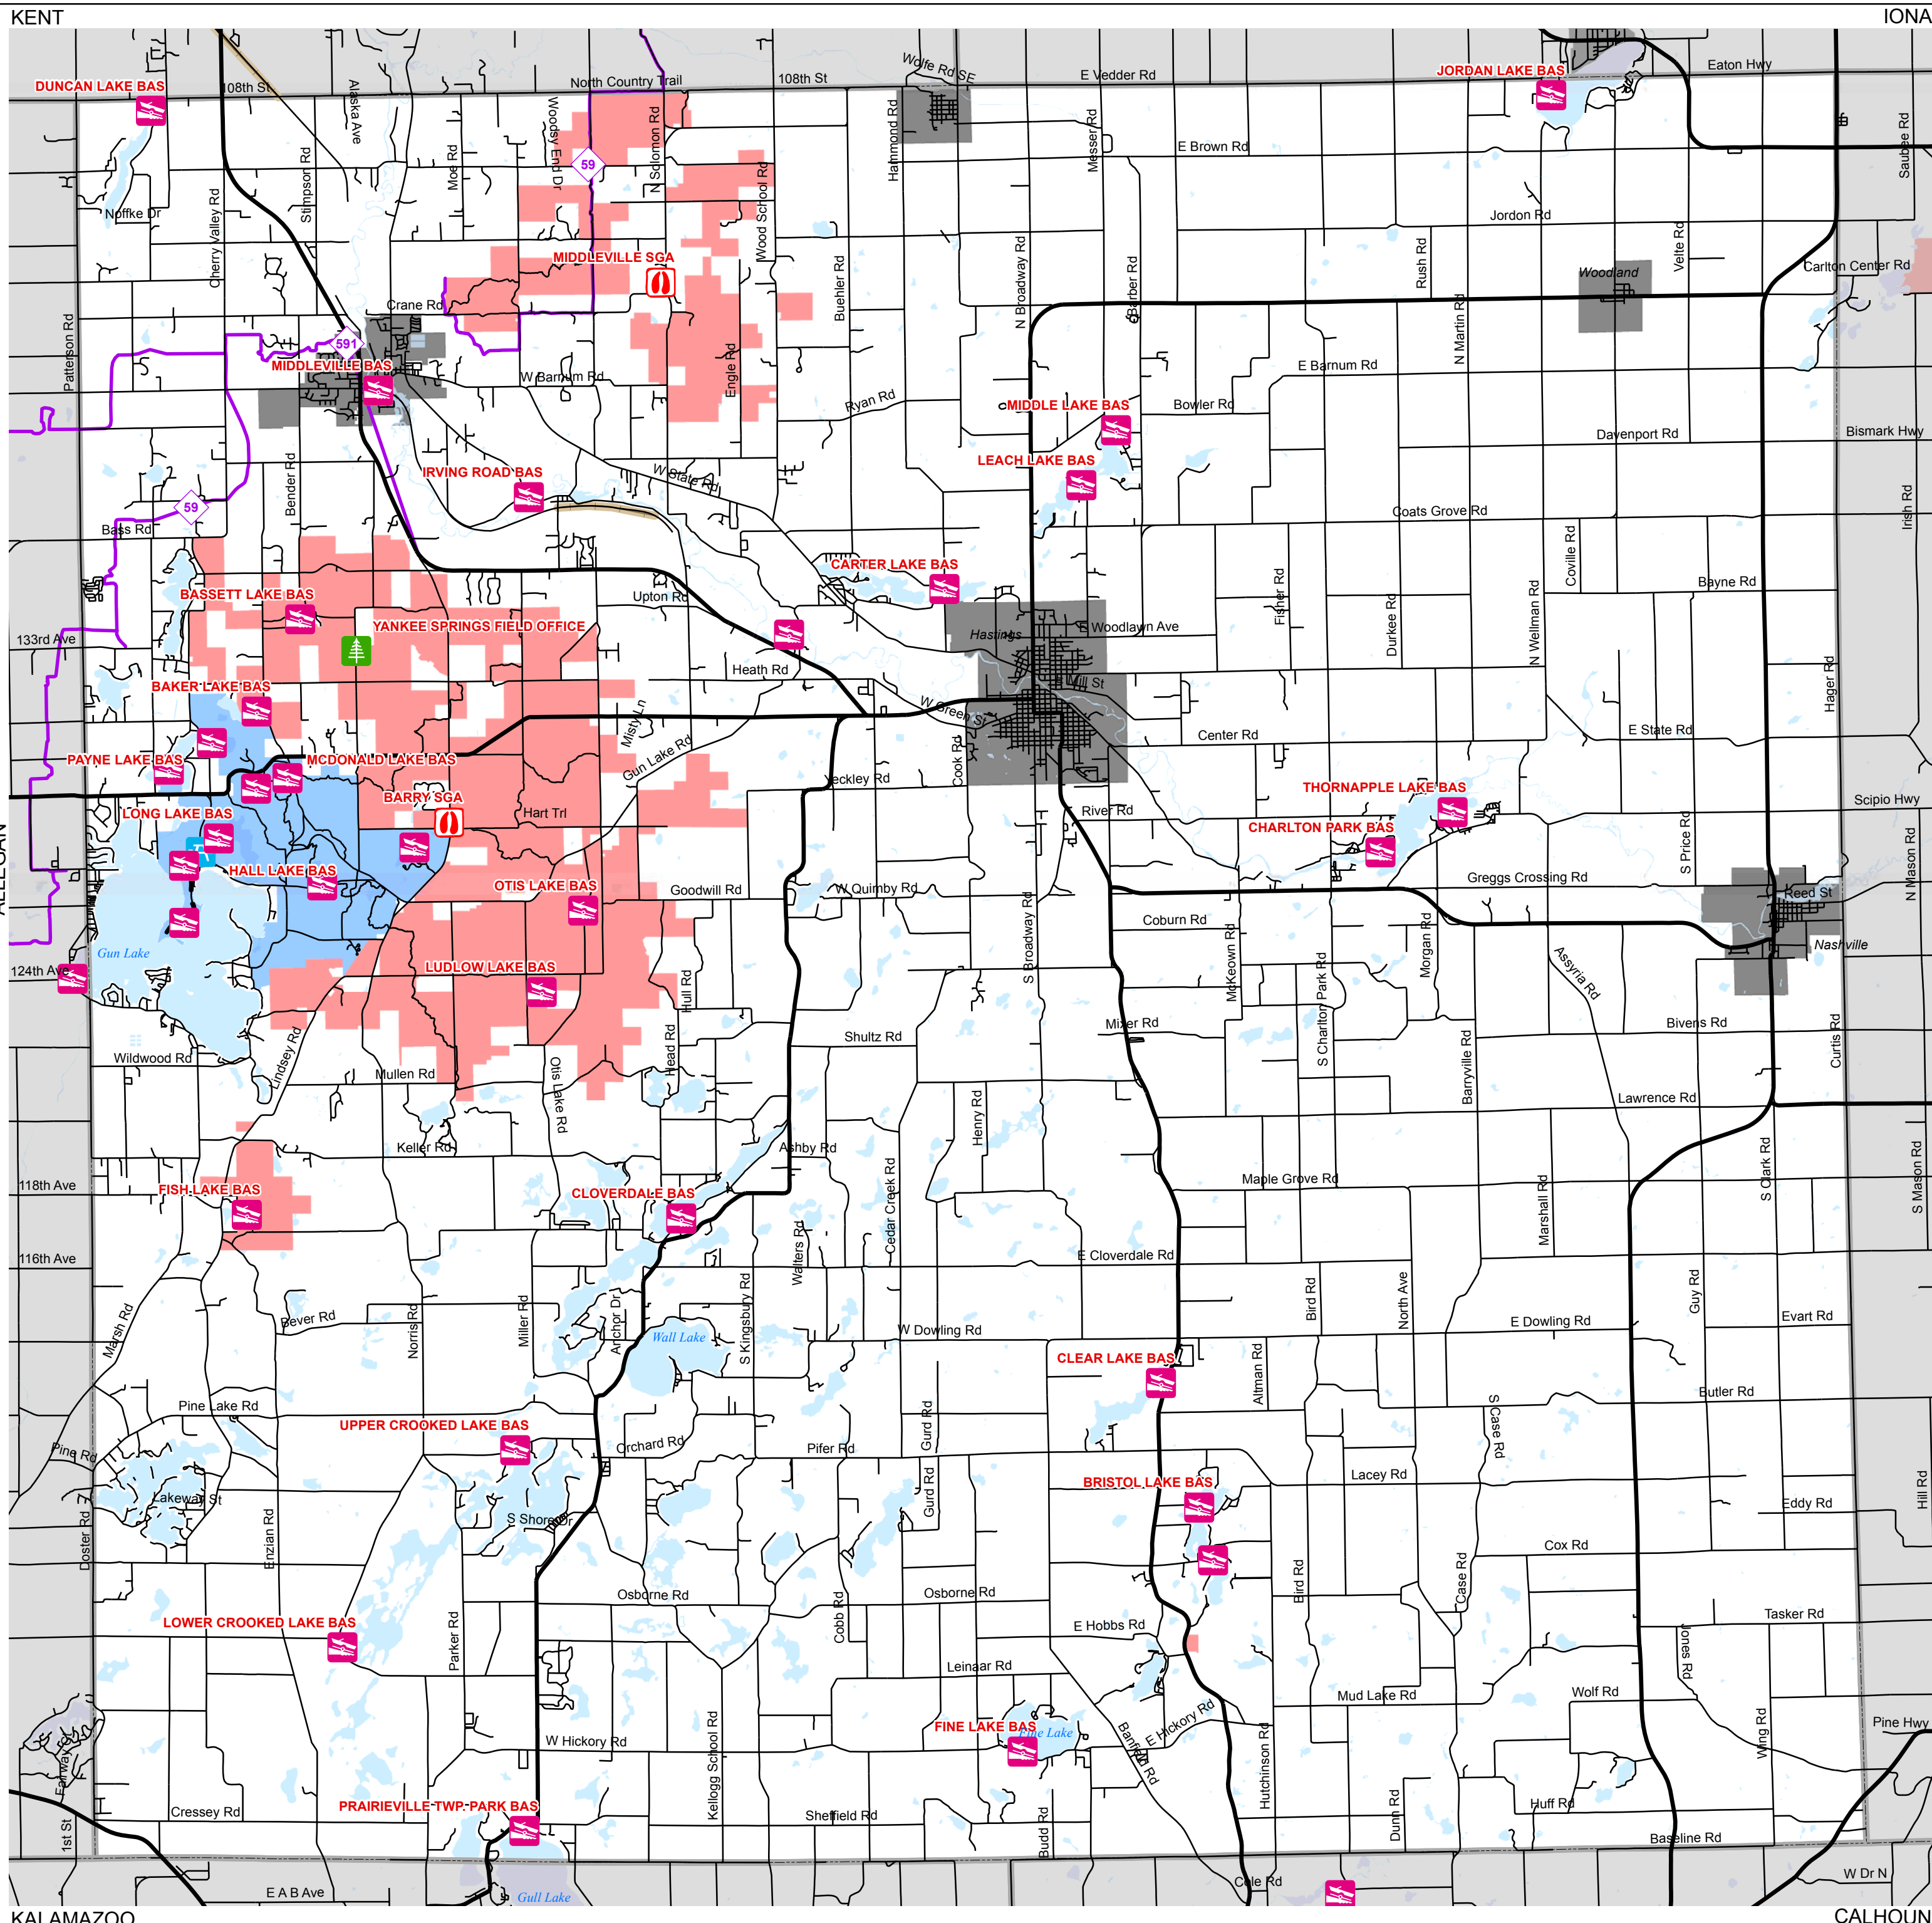 KENT
IONA
DUNCAN LAKE BAS
108th St
Alaska Ave
North Country Trail
108th St
Wolfe Rd SE
E Vedder Rd
JORDAN LAKE BAS
Eaton Hwy
Stimpson Rd
Moe Rd
Woodsy End Dr
59
N Solomon Rd
Wood School Rd
Hammond Rd
Messer Rd
E Brown Rd
Saubee Rd
Noffke Dr
Cherry Valley Rd
Jordon Rd
Velte Rd
MIDDLEVILLE SGA
Buehler Rd
N Broadway Rd
Barber Rd
Rush Rd
Woodland
Carlton Center Rd
Crane Rd
Patterson Rd
591
MIDDLEVILLE BAS
W Barnum Rd
Engle Rd
N Martin Rd
E Barnum Rd
Ryan Rd
MIDDLE LAKE BAS
Bowler Rd
Davenport Rd
Bismark Hwy
Bender Rd
IRVING ROAD BAS
W State Rd
LEACH LAKE BAS
59
Bass Rd
Coats Grove Rd
Irish Rd
CARTER LAKE BAS
Coville Rd
Bayne Rd
BASSETT LAKE BAS
Upton Rd
Fisher Rd
Durkee Rd
N Wellman Rd
133rd Ave
YANKEE SPRINGS FIELD OFFICE
Hastings
E Woodlawn Ave
Heath Rd
Hager Rd
BAKER LAKE BAS
Mill St
Misty Ln
W Green St
E State Rd
PAYNE LAKE BAS
MCDONALD LAKE BAS
Gun Lake Rd
Cook Rd
Center Rd
Yeckley Rd
THORNAPPLE LAKE BAS
BARRY SGA
Hart Trl
River Rd
Scipio Hwy
LONG LAKE BAS
CHARLTON PARK BAS
S Price Rd
N Mason Rd
HALL LAKE BAS
OTIS LAKE BAS
Goodwill Rd
W Quimby Rd
Greggs Crossing Rd
Reed St
Coburn Rd
S Broadway Rd
McKeown Rd
Morgan Rd
Nashville
Gun Lake
124th Ave
LUDLOW LAKE BAS
Hull Rd
S Charlton Park Rd
Assyria Rd
Wildwood Rd
Lindsey Rd
Mullen Rd
Otis Lake Rd
Head Rd
Shultz Rd
Mixer Rd
Bivens Rd
Curtis Rd
Barryville Rd
Lawrence Rd
Keller Rd
Ashby Rd
Henry Rd
118th Ave
FISH LAKE BAS
CLOVERDALE BAS
Cedar Creek Rd
Maple Grove Rd
Marshall Rd
S Clark Rd
S Mason Rd
116th Ave
Walters Rd
E Cloverdale Rd
Marsh Rd
Bever Rd
Norris Rd
Miller Rd
Anchor Dr
Wall Lake
S Kingsbury Rd
W Dowling Rd
Bird Rd
North Ave
E Dowling Rd
Guy Rd
Evart Rd
CLEAR LAKE BAS
Altman Rd
Pine Lake Rd
Butler Rd
UPPER CROOKED LAKE BAS
Orchard Rd
Pifer Rd
Gurd Rd
S Case Rd
Pine Rd
Lakeway St
BRISTOL LAKE BAS
Lacey Rd
Gurd Rd
Hill Rd
Eddy Rd
Doster Rd
Enzian Rd
S Shore Dr
Cox Rd
Osborne Rd
Osborne Rd
Bird Rd
Case Rd
LOWER CROOKED LAKE BAS
Parker Rd
Cobb Rd
E Hobbs Rd
Tasker Rd
Jones Rd
Leinaar Rd
Mud Lake Rd
Wolf Rd
FINE LAKE BAS
Fine Lake
E Hickory Rd
Banfield Rd
Hutchinson Rd
Wing Rd
Pine Hwy
Fairway Dr
W Hickory Rd
Kellogg School Rd
Cressey Rd
PRAIRIEVILLE TWP. PARK BAS
Sheffield Rd
Budd Rd
Dunn Rd
Huff Rd
Baseline Rd
1st St
E A B Ave
Gull Lake
Cole Rd
W Dr N
KALAMAZOO
CALHOUN